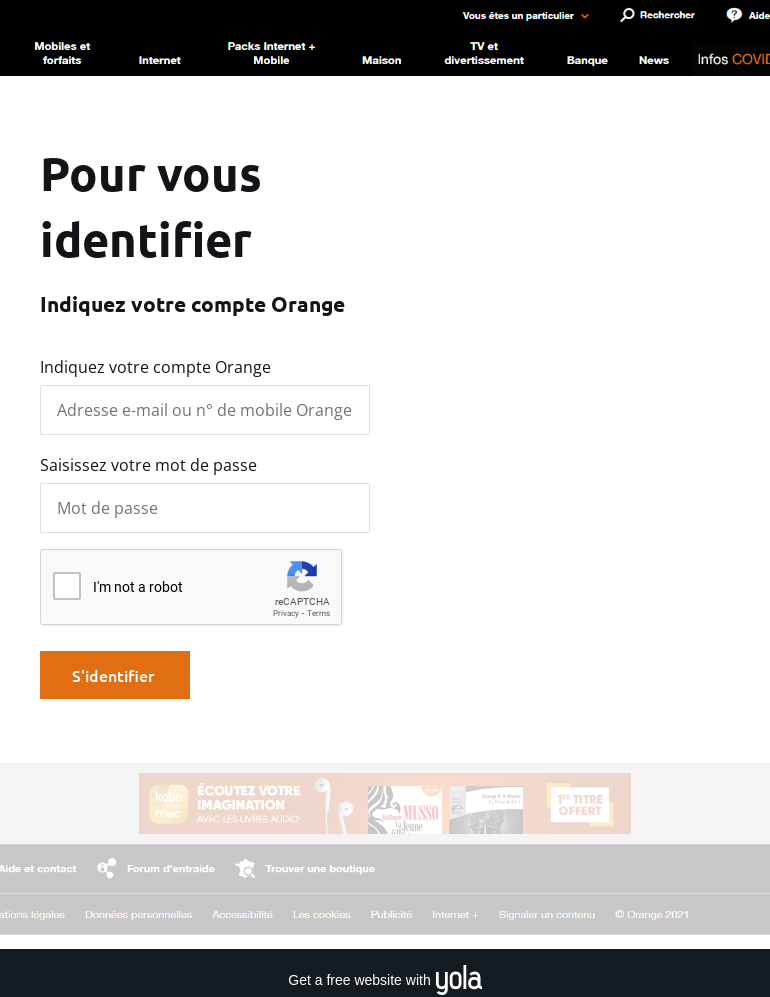 Vous êtes un particulier
Rechercher
Aide
Mobiles et
forfaits
Internet
Packs Internet +
Mobile
Maison
TV et
divertissement
Banque
News
Infos COVID
Pour vous
identifier
Indiquez votre compte Orange
Indiquez votre compte Orange
Adresse e-mail ou n° de mobile Orange
Saisissez votre mot de passe
Mot de passe
I'm not a robot
reCAPTCHA
Privacy - Terms
S'identifier
kobo
fnac
ÉCOUTEZ VOTRE
IMAGINATION
AVEC LES LIVRES AUDIO
Guillaume
MUSSO
La Jeune
1ER TITRE
OFFERT
Aide et contact
Forum d'entraide
Trouver une boutique
ations légales
Données personnelles
Accessibilité
Les cookies
Publicité
Internet +
Signaler un contenu
© Orange 2021
Get a free website with yola